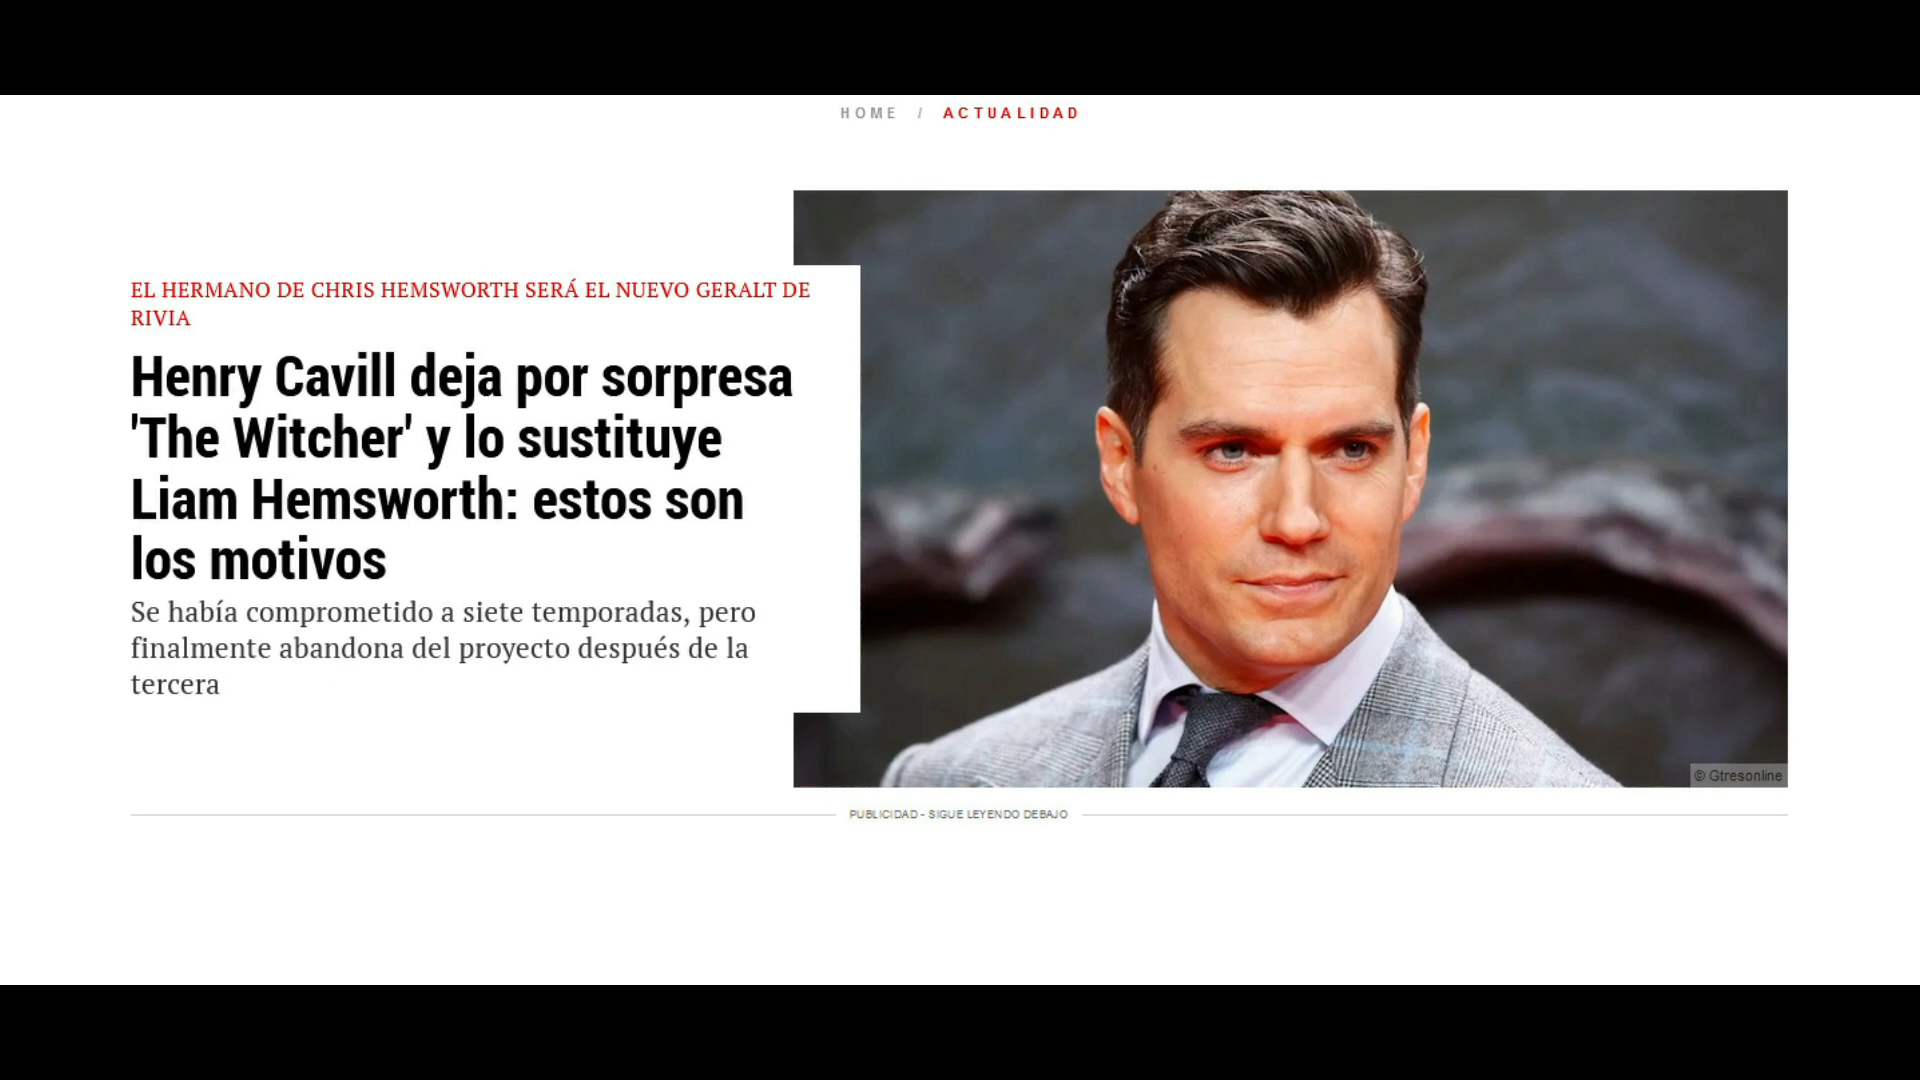 HOME / ACTUALIDAD
EL HERMANO DE CHRIS HEMSWORTH SERÁ EL NUEVO GERALT DE
RIVIA
Henry Cavill deja por sorpresa
'The Witcher' y lo sustituye
Liam Hemsworth: estos son
los motivos
Se había comprometido a siete temporadas, pero
finalmente abandona del proyecto después de la
tercera
© Gtresonline
PUBLICIDAD - SIGUE LEYENDO DEBAJO